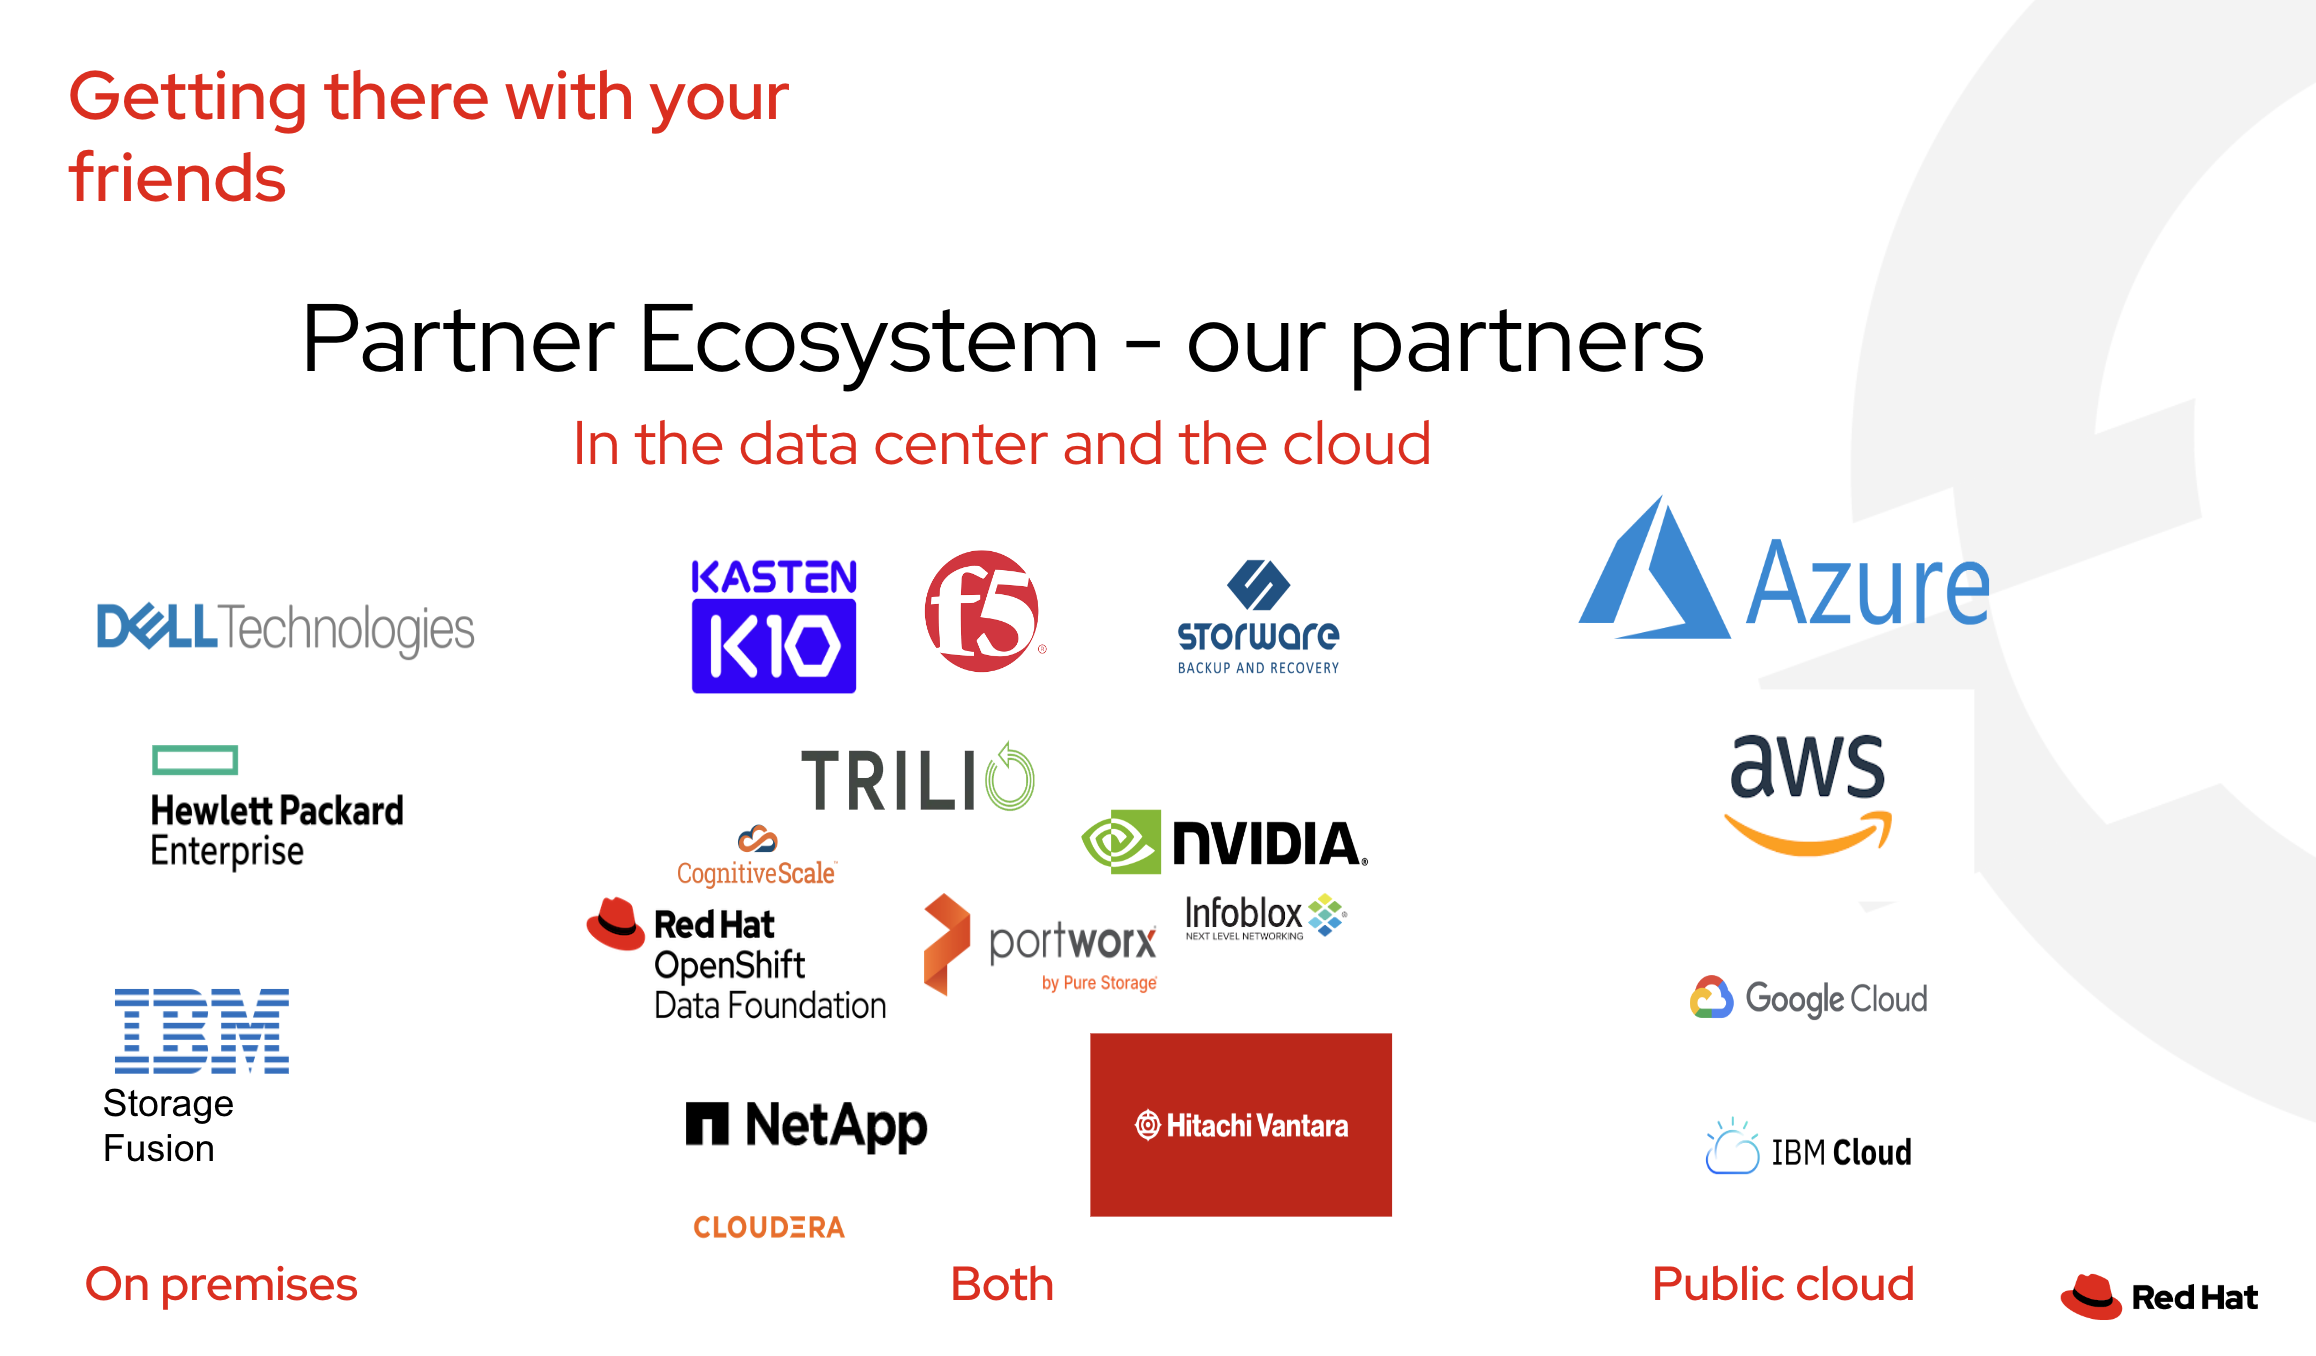 Getting there with your
friends
Partner Ecosystem - our partners
In the data center and the cloud
DELL Technologies
Hewlett Packard
Enterprise
IBM
Storage
Fusion
On premises
KASTEN
K10
f5®
STORWARE
BACKUP AND RECOVERY
TRILIO
CognitiveScale™
NVIDIA®
Red Hat
OpenShift
Data Foundation
portworx
by Pure Storage®
Infoblox®
NEXT LEVEL NETWORKING
NetApp
Hitachi Vantara
CLOUDERA
Both
Azure
aws
Google Cloud
IBM Cloud
Public cloud
Red Hat